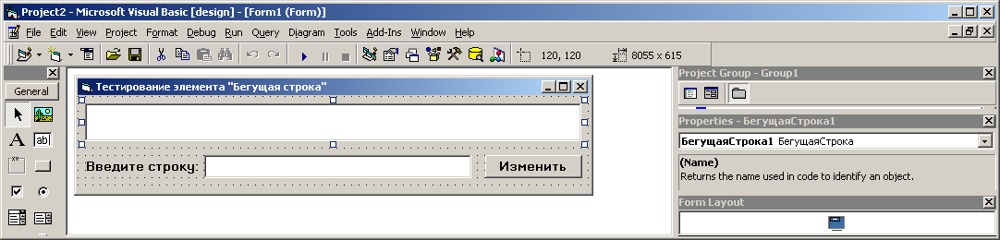 Project2 - Microsoft Visual Basic [design] - [Form1 (Form)]
File Edit View Project Format Debug Run Query Diagram Tools Add-Ins Window Help
120, 120 8055 x 615
General
A ab
xv
Тестирование элемента "Бегущая строка"
Введите строку: Изменить
Project Group - Group1
Properties - БегущаяСтрока1
БегущаяСтрока1 БегущаяСтрока
(Name)
Returns the name used in code to identify an object.
Form Layout